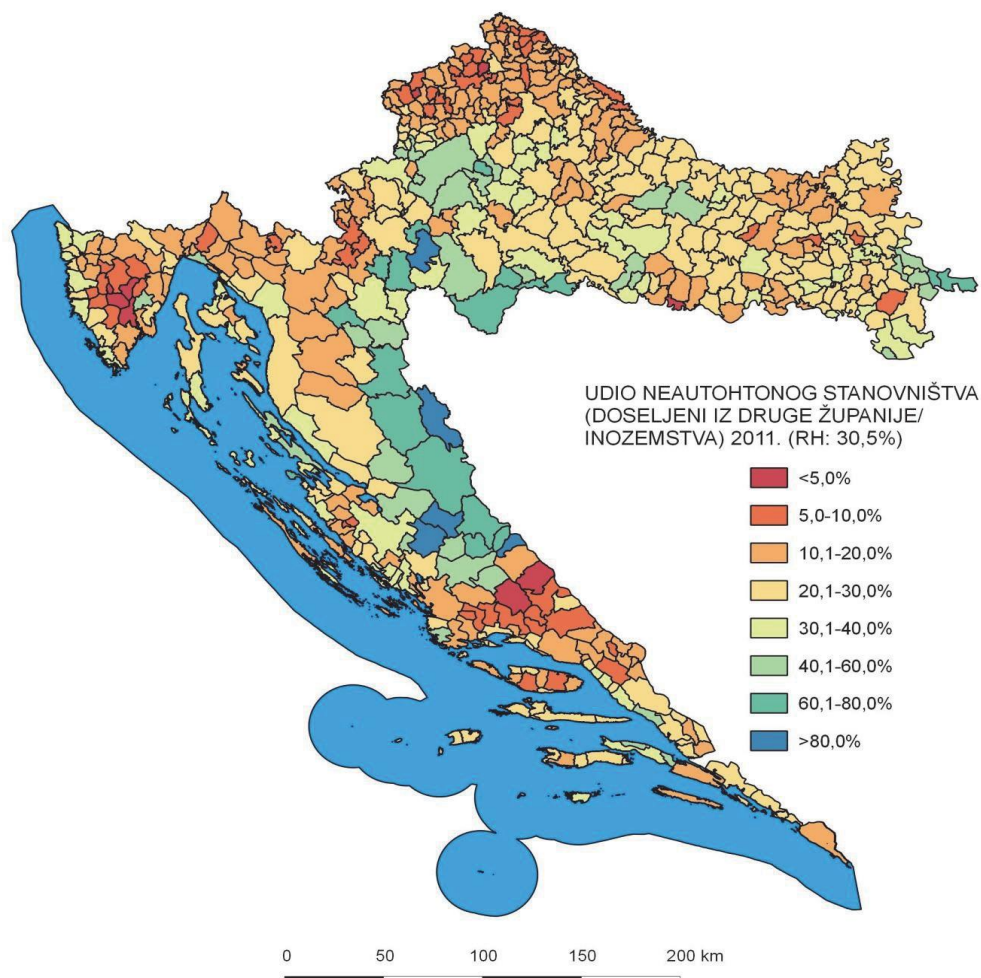 UDIO NEAUTOHTONOG STANOVNIŠTVA
(DOSELJENI IZ DRUGE ŽUPANIJE/
INOZEMSTVA) 2011. (RH: 30,5%)
<5,0%
5,0-10,0%
10,1-20,0%
20,1-30,0%
30,1-40,0%
40,1-60,0%
60,1-80,0%
>80,0%
0 50 100 150 200 km